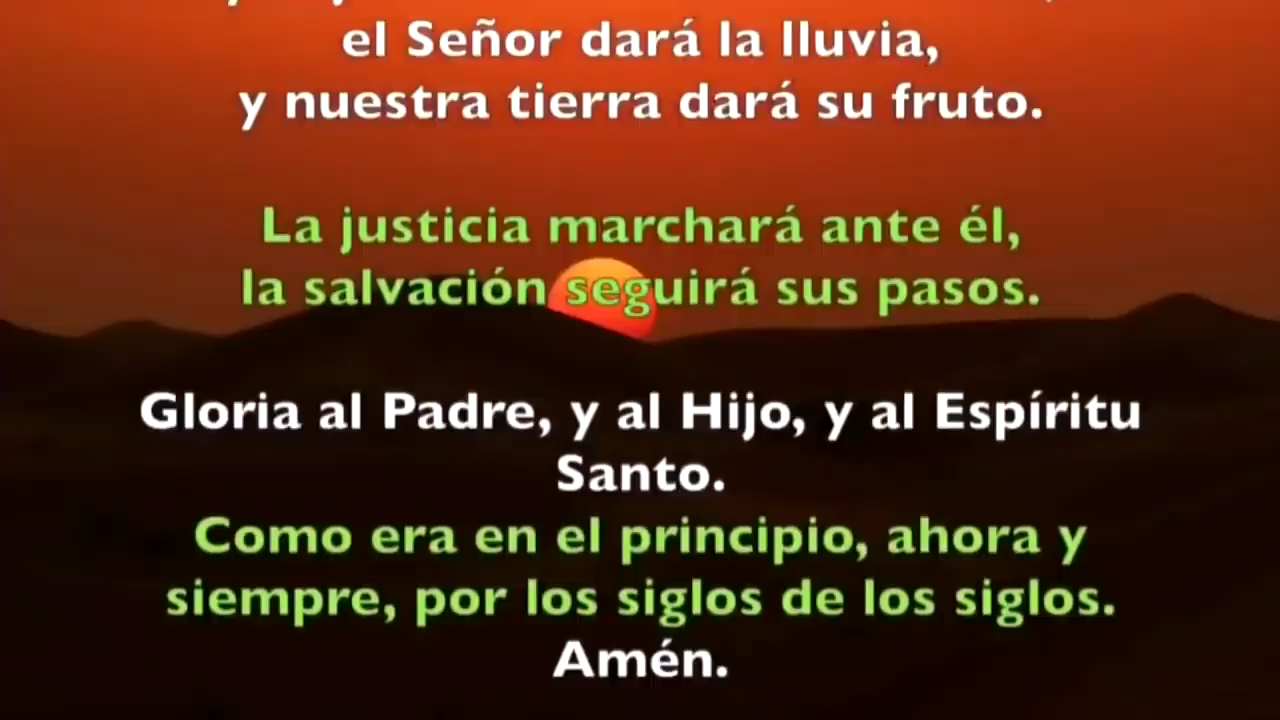 el Señor dará la lluvia,
y nuestra tierra dará su fruto.
La justicia marchará ante él,
la salvación seguirá sus pasos.
Gloria al Padre, y al Hijo, y al Espíritu
Santo.
Como era en el principio, ahora y
siempre, por los siglos de los siglos.
Amén.